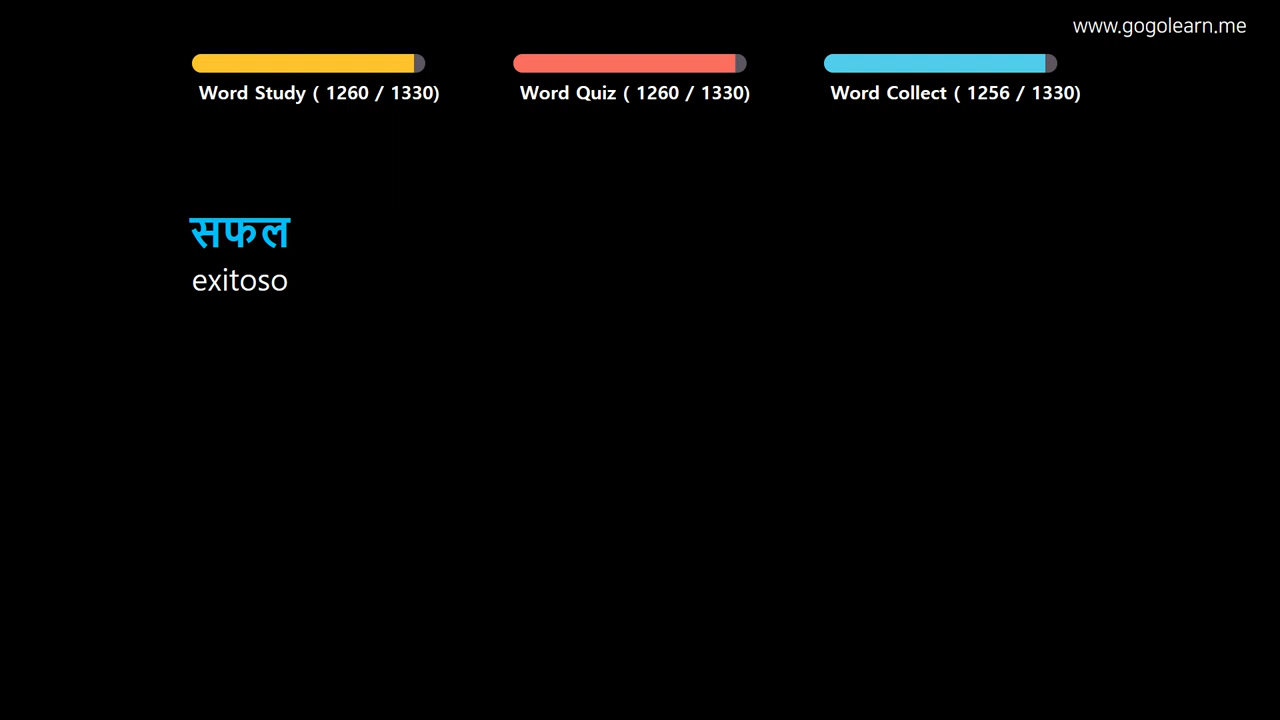 www.gogolearn.me
Word Study ( 1260 / 1330)
Word Quiz ( 1260 / 1330)
Word Collect ( 1256 / 1330)
सफल
exitoso